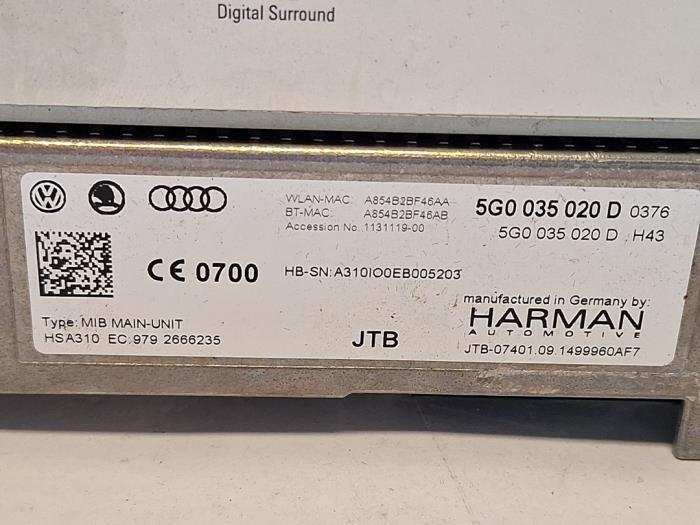 Digital Surround
WLAN-MAC: A854B2BF46AA
BT-MAC: A854B2BF46AB
Accession No. 1131119-00
5G0 035 020 D 0376
5G0 035 020 D H43
CE 0700
HB-SN: A310IO0EB005203
manufactured in Germany by:
HARMAN
AUTOMOTIVE
Type: MIB MAIN-UNIT
HSA310 EC: 979 2666235
JTB
JTB-07401.09.1499960AF7